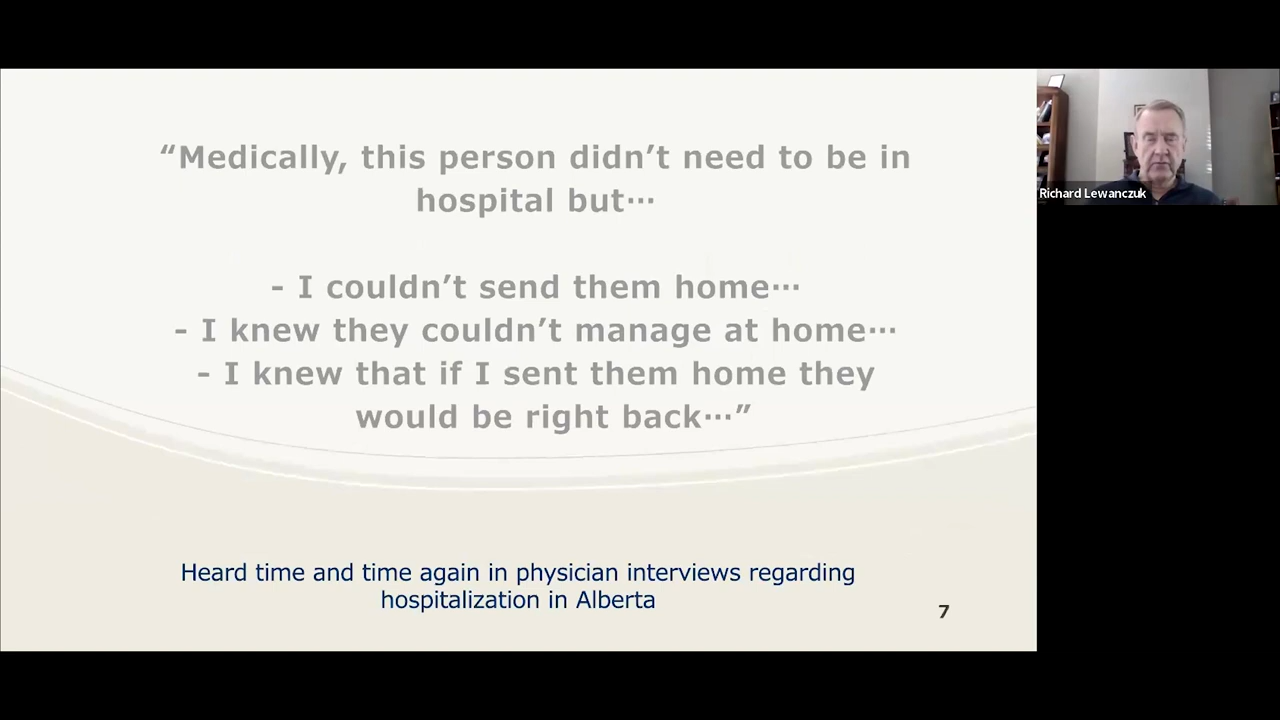 “Medically, this person didn’t need to be in
hospital but…
- I couldn’t send them home…
- I knew they couldn’t manage at home…
- I knew that if I sent them home they
would be right back…”
Heard time and time again in physician interviews regarding
hospitalization in Alberta
7
Richard Lewanczuk